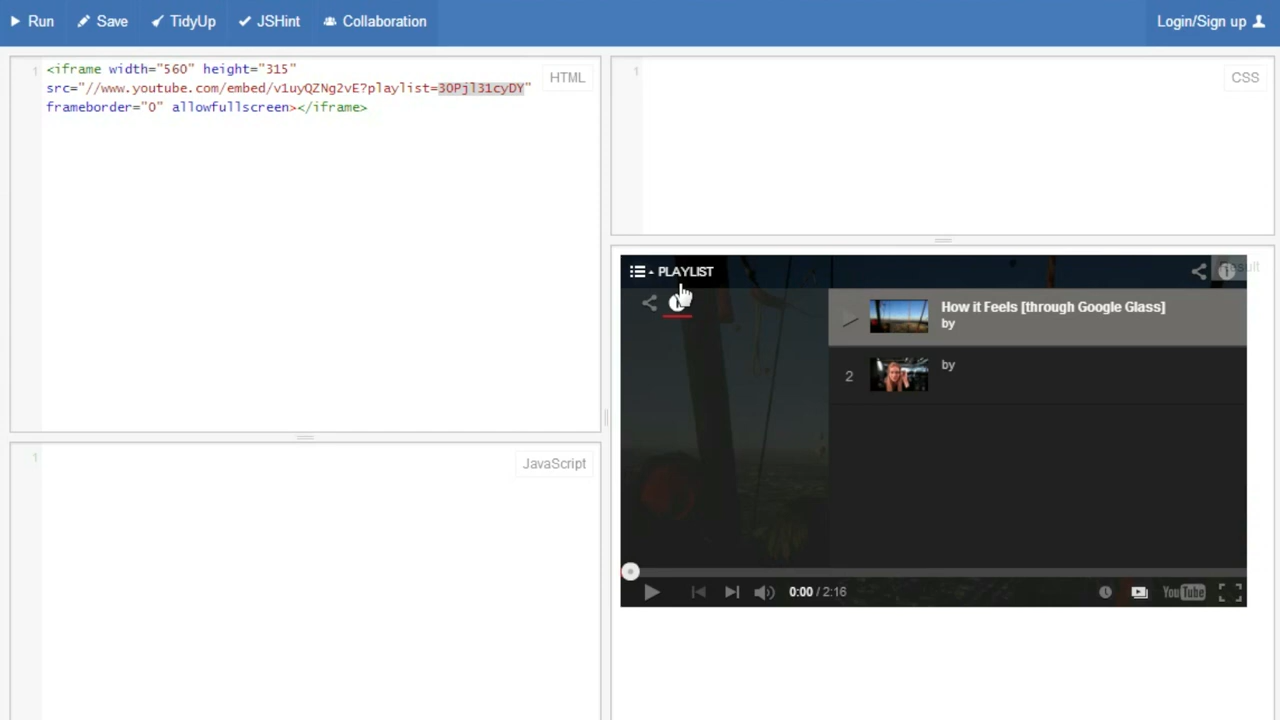 Run Save TidyUp JSHint Collaboration Login/Sign up
1 <iframe width="560" height="315"
src="//www.youtube.com/embed/v1uyQZNg2vE?playlist=3OPjl31cyDY"
frameborder="0" allowfullscreen></iframe>
HTML
1
CSS
1
JavaScript
Result
PLAYLIST
How it Feels [through Google Glass]
by
2
by
0:00 / 2:16
YouTube